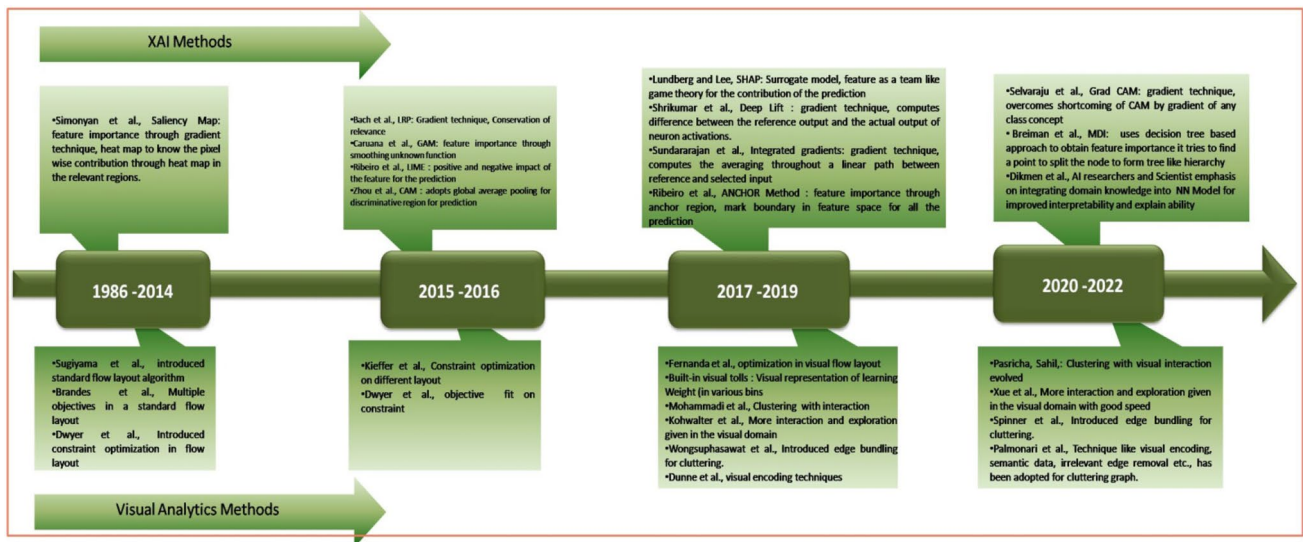 XAI Methods
•Simonyan et al., Saliency Map:
feature importance through gradient
technique, heat map to know the pixel
wise contribution through heat map in
the relevant regions.
•Bach et al., LRP: Gradient technique, Conservation of
relevance
•Caruana et al., GAM: feature importance through
smoothing unknown function
•Ribeiro et al., LIME : positive and negative impact of
the feature for the prediction
•Zhou et al., CAM : adopts global average pooling for
discriminative region for prediction
•Lundberg and Lee, SHAP: Surrogate model, feature as a team like
game theory for the contribution of the prediction
•Shrikumar et al., Deep Lift : gradient technique, computes
difference between the reference output and the actual output of
neuron activations.
•Sundararajan et al., Integrated gradients: gradient technique,
computes the averaging throughout a linear path between
reference and selected input
•Ribeiro et al., ANCHOR Method : feature importance through
anchor region, mark boundary in feature space for all the
prediction
•Selvaraju et al., Grad CAM: gradient technique,
overcomes shortcoming of CAM by gradient of any
class concept
• Breiman et al., MDI: uses decision tree based
approach to obtain feature importance it tries to find
a point to split the node to form tree like hierarchy
•Dikmen et al., AI researchers and Scientist emphasis
on integrating domain knowledge into NN Model for
improved interpretability and explain ability
1986 -2014
2015 -2016
2017 -2019
2020 -2022
•Sugiyama et al., introduced
standard flow layout algorithm
•Brandes et al., Multiple
objectives in a standard flow
layout
•Dwyer et al., Introduced
constraint optimization in flow
layout
•Kieffer et al., Constraint optimization
on different layout
•Dwyer et al., objective fit on
constraint
•Fernanda et al., optimization in visual flow layout
•Built-in visual tolls : Visual representation of learning
Weight (in various bins
•Mohammadi et al., Clustering with interaction
•Kohwalter et al., More interaction and exploration
given in the visual domain
•Wongsuphasawat et al., Introduced edge bundling
for cluttering.
•Dunne et al., visual encoding techniques
•Pasricha, Sahil,: Clustering with visual interaction
evolved
•Xue et al., More interaction and exploration given
in the visual domain with good speed
•Spinner et al., Introduced edge bundling for
cluttering.
•Palmonari et al., Technique like visual encoding,
semantic data, irrelevant edge removal etc., has
been adopted for cluttering graph.
Visual Analytics Methods